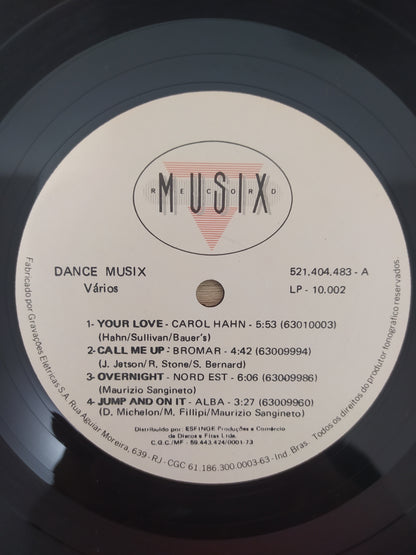 MUSIX
RECORD
DANCE MUSIX
Vários
521.404.483 - A
LP - 10.002
1- YOUR LOVE - CAROL HAHN - 5:53 (63010003)
(Hahn/Sullivan/Bauer's)
2- CALL ME UP - BROMAR - 4:42 (63009994)
(J. Jetson/R. Stone/S. Bernard)
3- OVERNIGHT - NORD EST - 6:06 (63009986)
(Maurizio Sangineto)
4- JUMP AND ON IT - ALBA - 3:27 (63009960)
(D. Michelon/M. Fillipi/Maurizio Sangineto)
Distribuído por: ESFINGE Produções e Comércio
de Discos e Fitas Ltda.
C.G.C/MF - 59.443.424/0001-73
Fabricado por Gravações Elétricas S.A. Rua Aguiar Moreira, 639 - RJ - CGC 61.186.300.0003-63 - Ind. Bras. Todos os direitos do produtor fonográfico reservados.